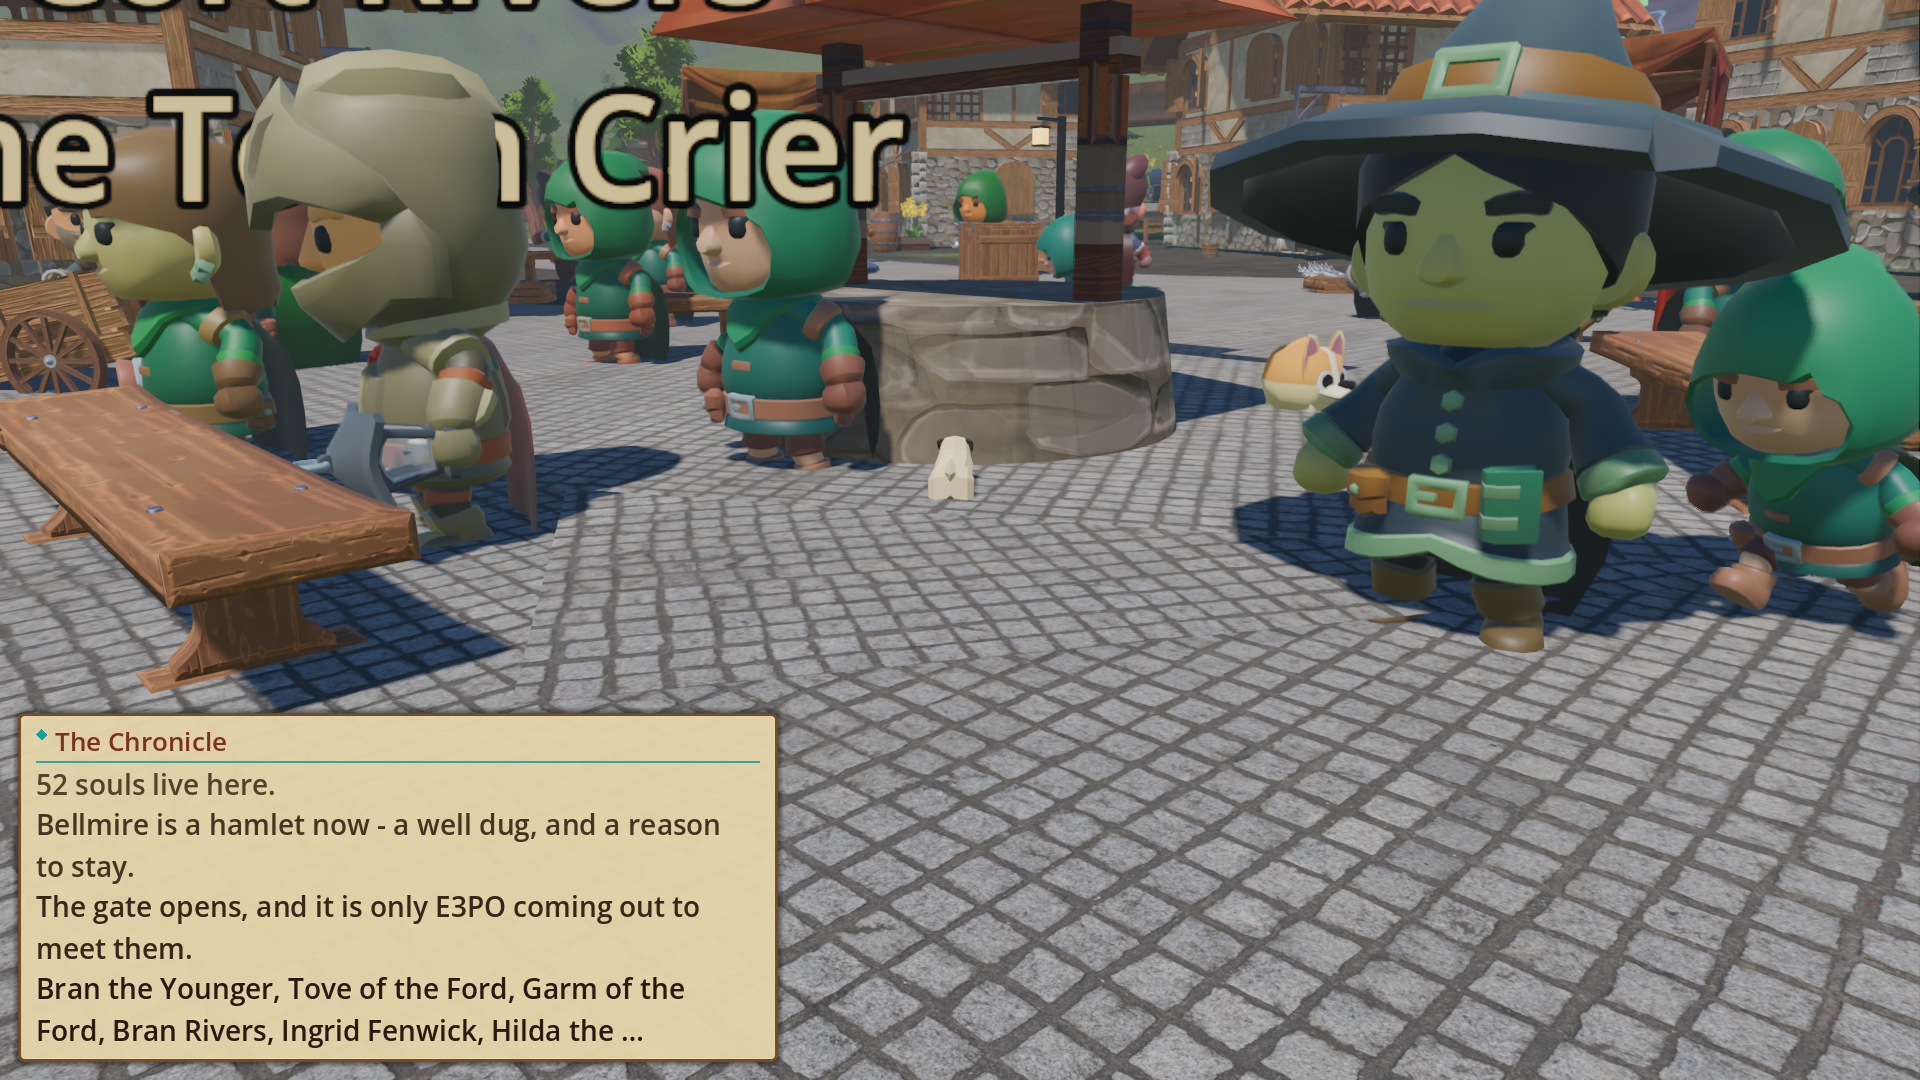 Rivers
he T n Crier
The Chronicle
52 souls live here.
Bellmire is a hamlet now - a well dug, and a reason
to stay.
The gate opens, and it is only E3PO coming out to
meet them.
Bran the Younger, Tove of the Ford, Garm of the
Ford, Bran Rivers, Ingrid Fenwick, Hilda the ...